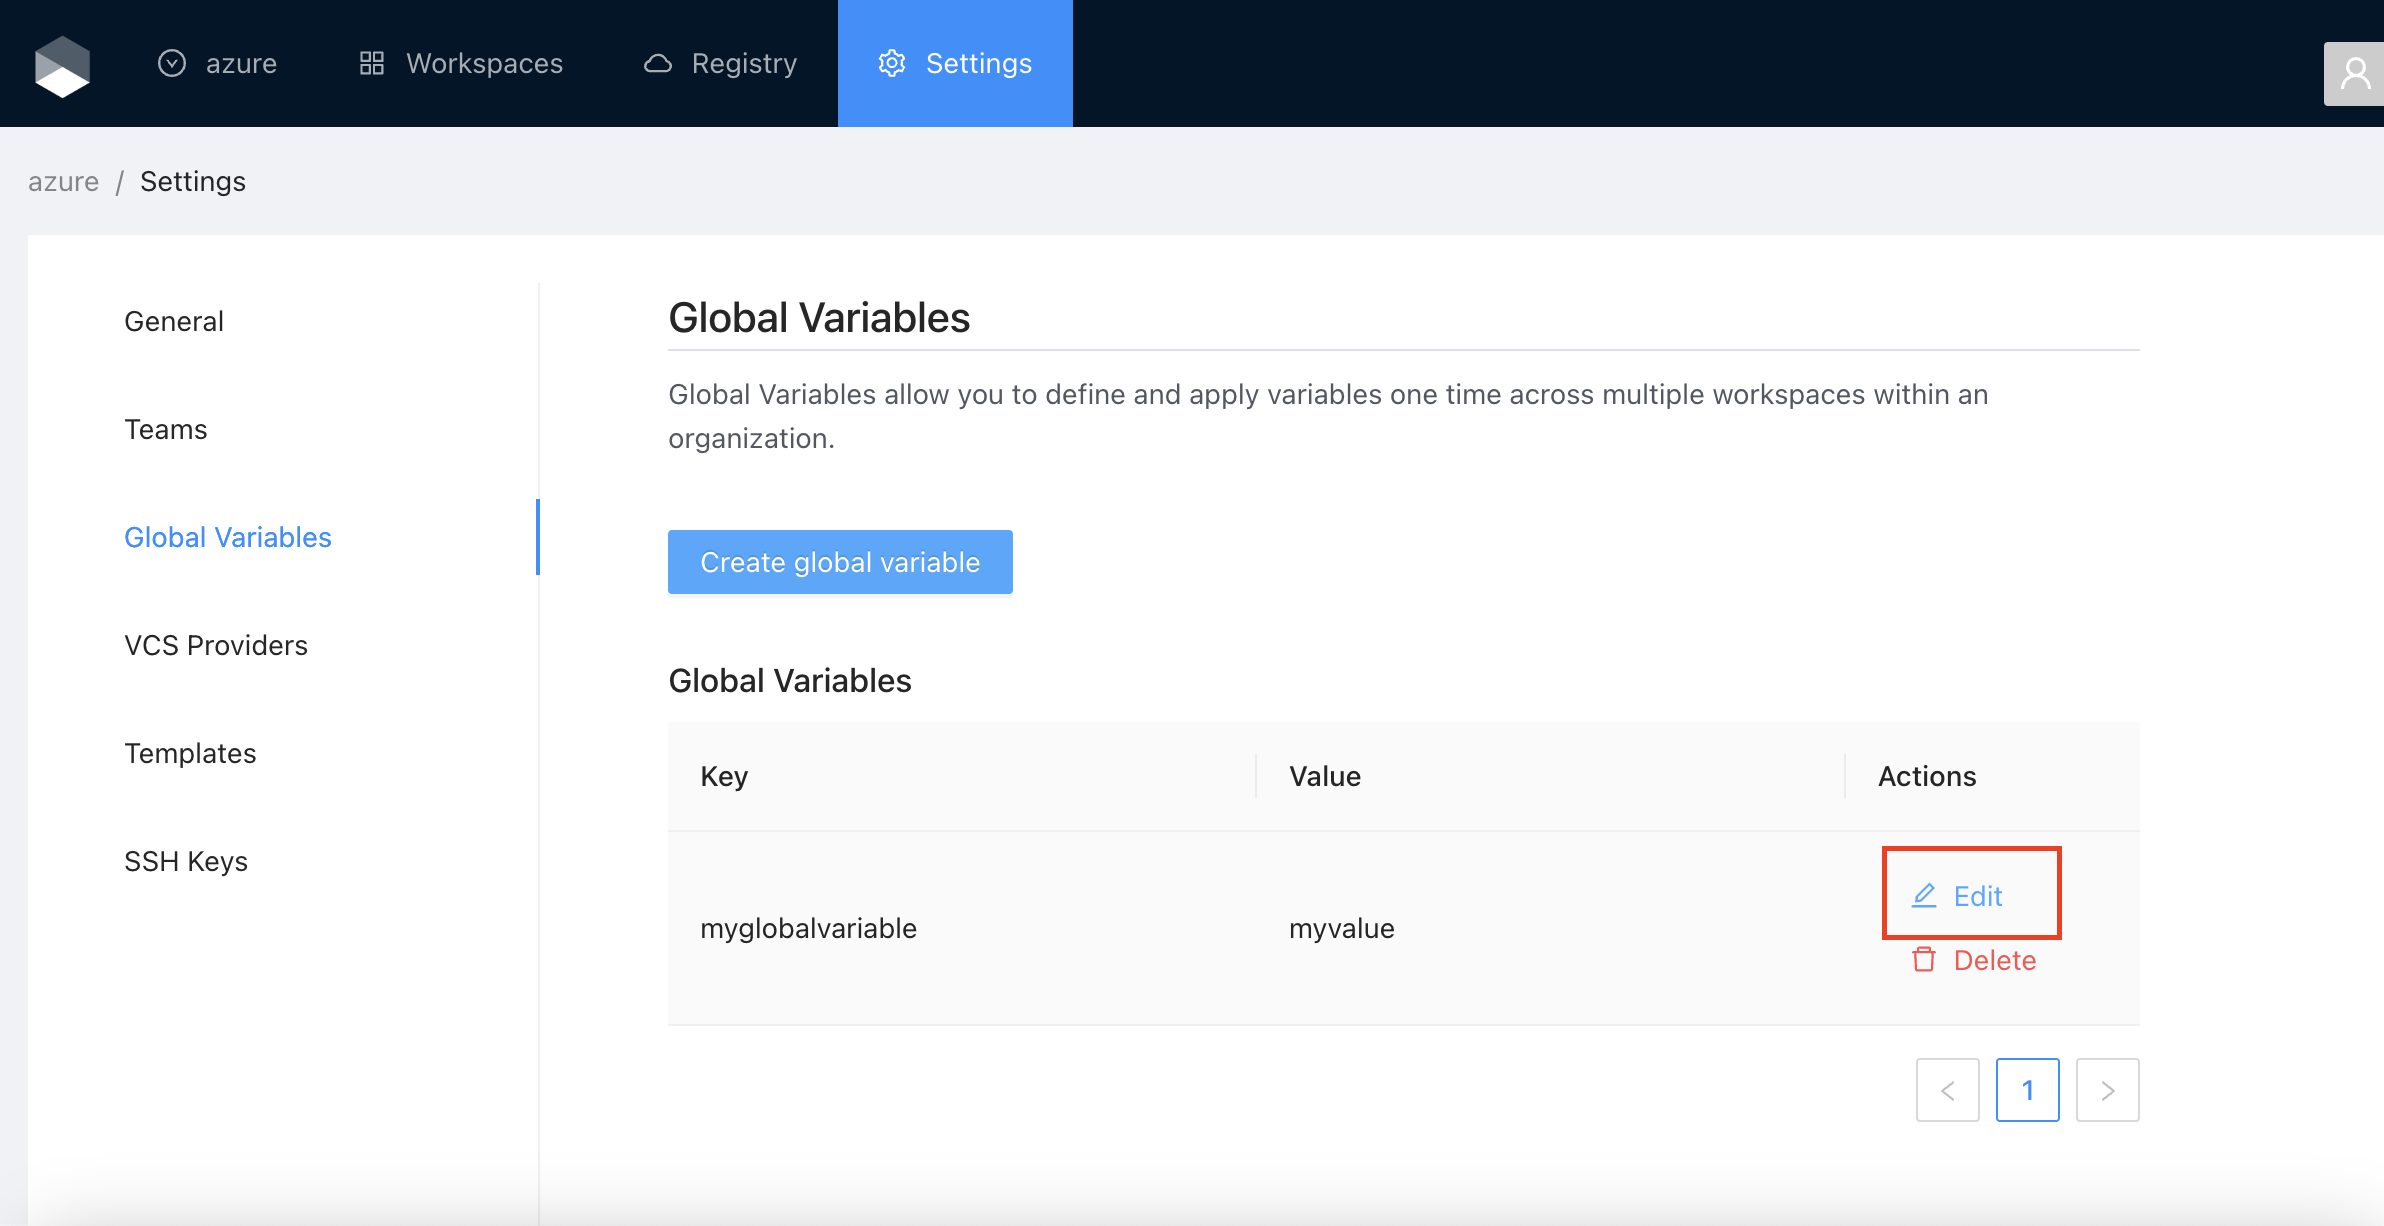 azure
Workspaces
Registry
Settings
azure / Settings
General
Teams
Global Variables
VCS Providers
Templates
SSH Keys
Global Variables
Global Variables allow you to define and apply variables one time across multiple workspaces within an
organization.
Create global variable
Global Variables
Key Value Actions
myglobalvariable myvalue
Edit
Delete
< 1 >